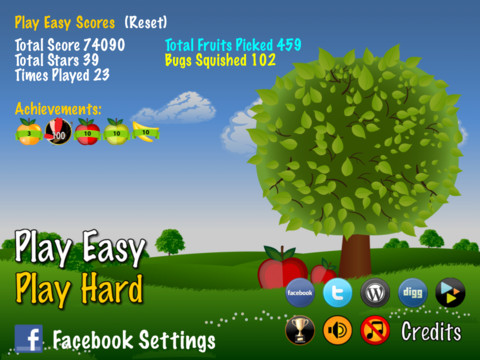 Play Easy Scores (Reset)
Total Score 74090
Total Stars 39
Times Played 23
Total Fruits Picked 459
Bugs Squished 102
Achievements:
3
100
10
10
10
Play Easy
Play Hard
f Facebook Settings
facebook
t
W
digg
Credits